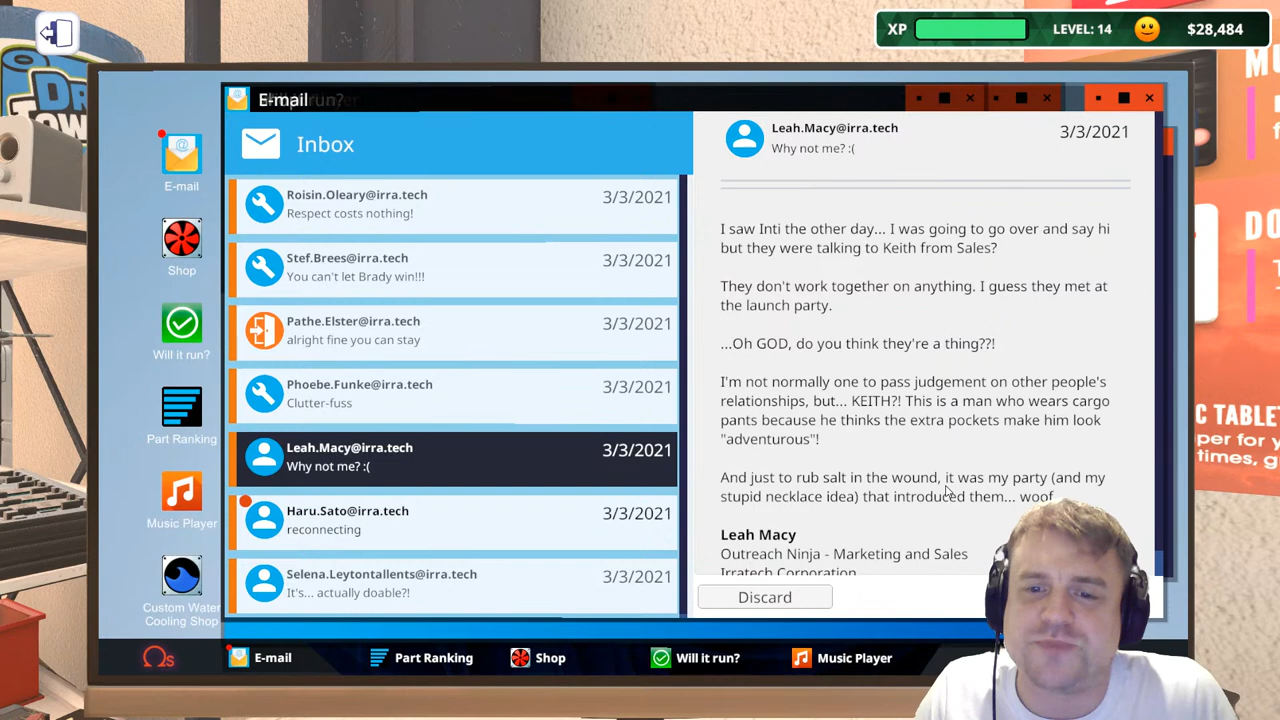 XP
LEVEL: 14
$28,484
E-mail
Inbox
Leah.Macy@irra.tech
3/3/2021
Why not me? :(
E-mail
Shop
Will it run?
Part Ranking
Music Player
Custom Water
Cooling Shop
Roisin.Oleary@irra.tech
3/3/2021
Respect costs nothing!
Stef.Brees@irra.tech
3/3/2021
You can't let Brady win!!!
Pathe.Elster@irra.tech
3/3/2021
alright fine you can stay
Phoebe.Funke@irra.tech
3/3/2021
Clutter-fuss
Leah.Macy@irra.tech
3/3/2021
Why not me? :(
Haru.Sato@irra.tech
3/3/2021
reconnecting
Selena.Leytontallents@irra.tech
3/3/2021
It's... actually doable?!
I saw Inti the other day... I was going to go over and say hi
but they were talking to Keith from Sales?
They don't work together on anything. I guess they met at
the launch party.
...Oh GOD, do you think they're a thing??!
I'm not normally one to pass judgement on other people's
relationships, but... KEITH?! This is a man who wears cargo
pants because he thinks the extra pockets make him look
"adventurous"!
And just to rub salt in the wound, it was my party (and my
stupid necklace idea) that introduced them... woof
Leah Macy
Outreach Ninja - Marketing and Sales
Irratech Corporation
Discard
E-mail
Part Ranking
Shop
Will it run?
Music Player
C TABLET
per for y
times, g